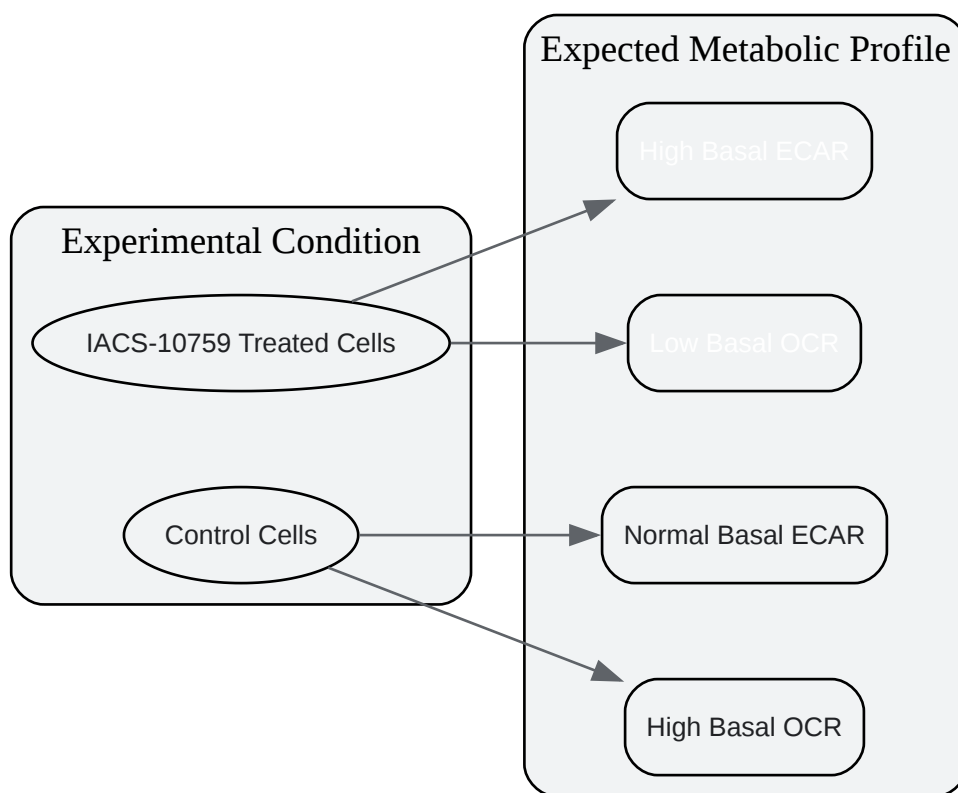 Expected Metabolic Profile
High Basal ECAR
Experimental Condition
IACS-10759 Treated Cells
Low Basal OCR
Control Cells
Normal Basal ECAR
High Basal OCR